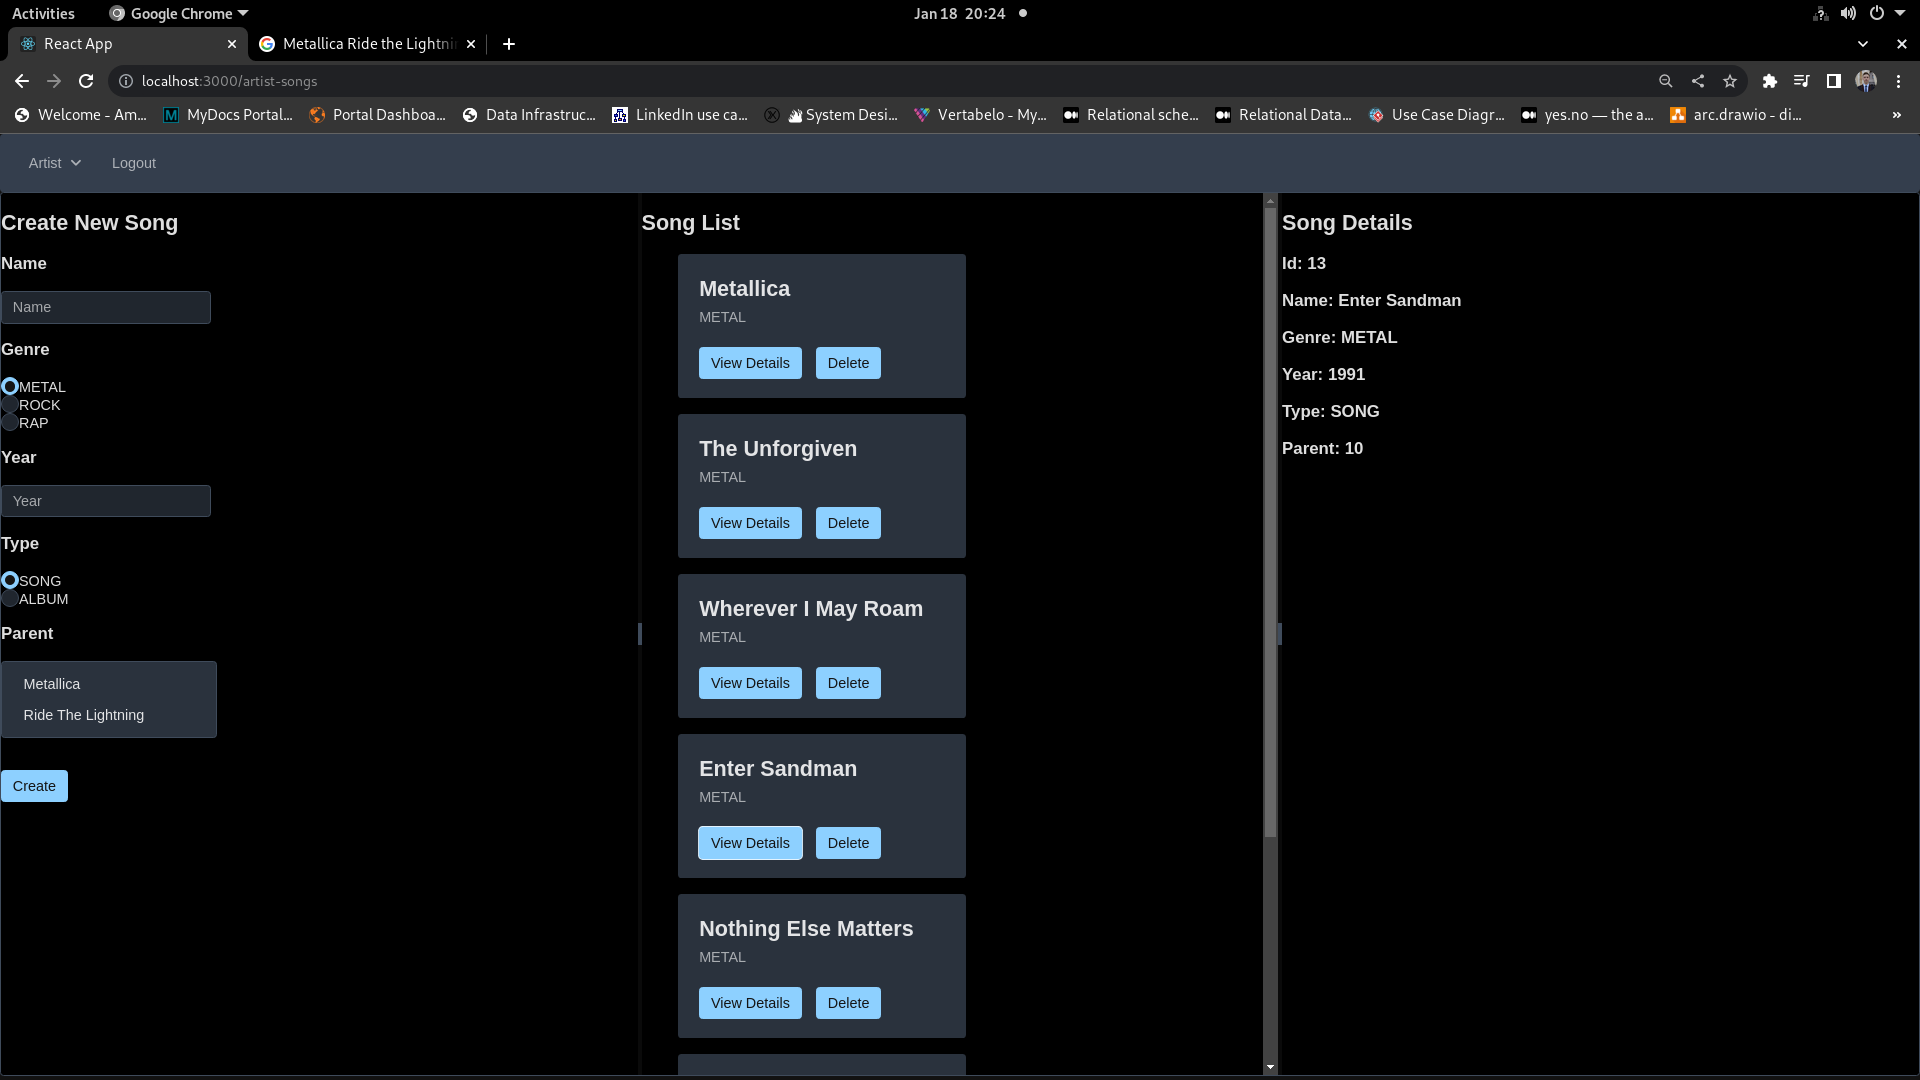 Activities
Google Chrome
Jan 18 20:24
React App
Metallica Ride the Lightni
localhost:3000/artist-songs
Welcome - Am...
MyDocs Portal...
Portal Dashboa...
Data Infrastruc...
LinkedIn use ca...
System Desi...
Vertabelo - My...
Relational sche...
Relational Data...
Use Case Diagr...
yes.no — the a...
arc.drawio - di...
»
Artist
Logout
Create New Song
Name
Name
Genre
METAL
ROCK
RAP
Year
Year
Type
SONG
ALBUM
Parent
Metallica
Ride The Lightning
Create
Song List
Metallica
METAL
View Details
Delete
The Unforgiven
METAL
View Details
Delete
Wherever I May Roam
METAL
View Details
Delete
Enter Sandman
METAL
View Details
Delete
Nothing Else Matters
METAL
View Details
Delete
Song Details
Id: 13
Name: Enter Sandman
Genre: METAL
Year: 1991
Type: SONG
Parent: 10